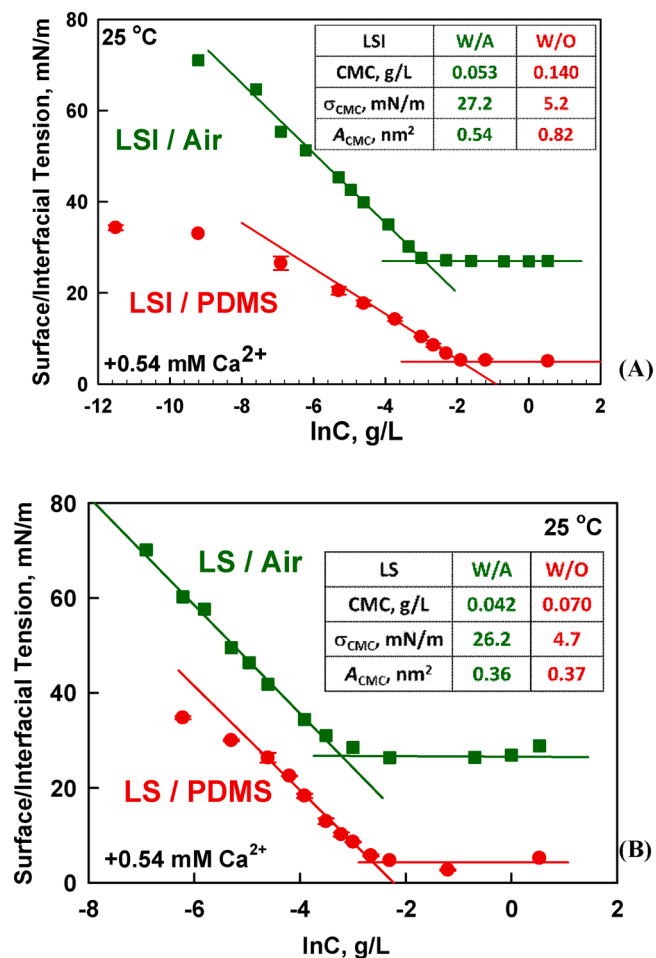 80
60
40
20
0
Surface/Interfacial Tension, mN/m
25 °C
LSI W/A W/O
CMC, g/L 0.053 0.140
σCMC, mN/m 27.2 5.2
ACMC, nm² 0.54 0.82
LSI / Air
LSI / PDMS
+0.54 mM Ca²⁺
-12 -10 -8 -6 -4 -2 0 2
lnC, g/L
(A)
80
60
40
20
0
Surface/Interfacial Tension, mN/m
25 °C
LS W/A W/O
CMC, g/L 0.042 0.070
σCMC, mN/m 26.2 4.7
ACMC, nm² 0.36 0.37
LS / Air
LS / PDMS
+0.54 mM Ca²⁺
-8 -6 -4 -2 0 2
lnC, g/L
(B)